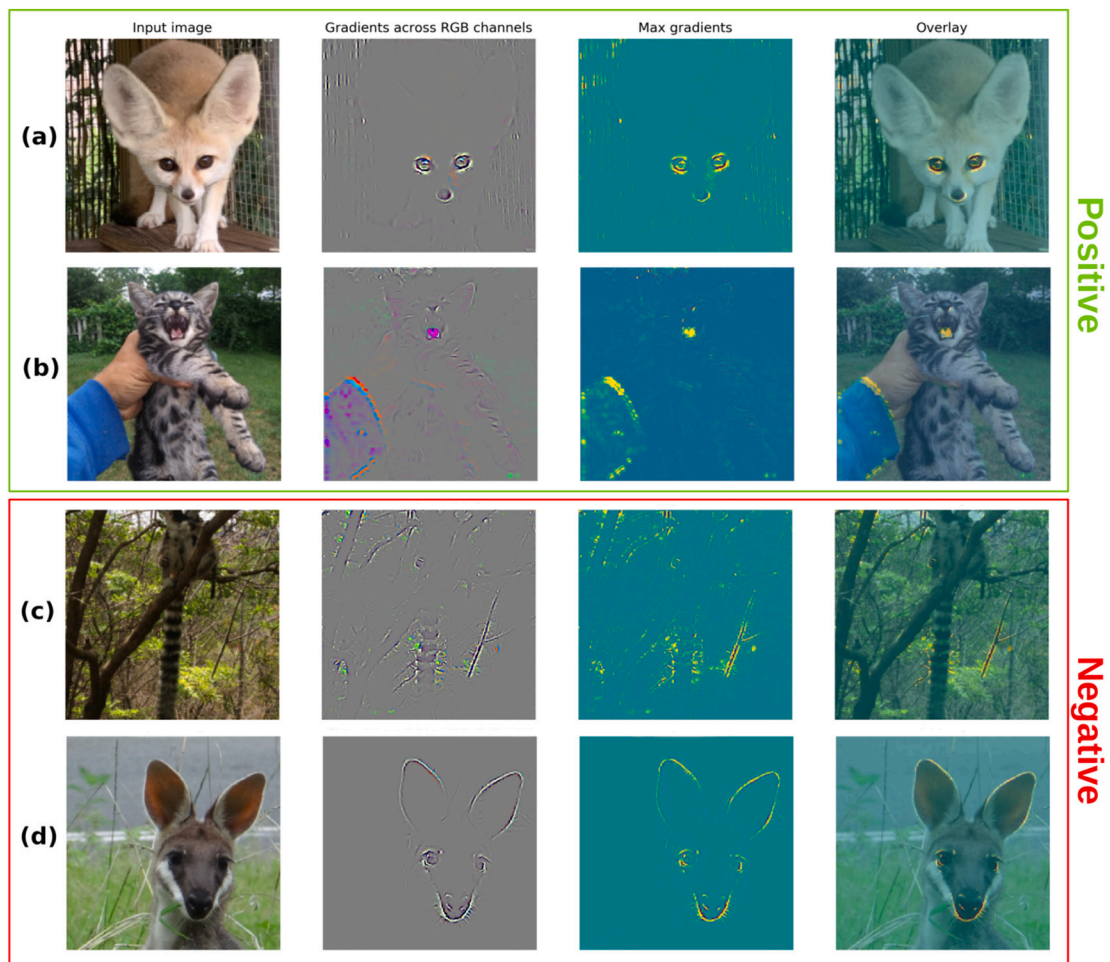 Input image
Gradients across RGB channels
Max gradients
Overlay
(a)
(b)
Positive
(c)
(d)
Negative